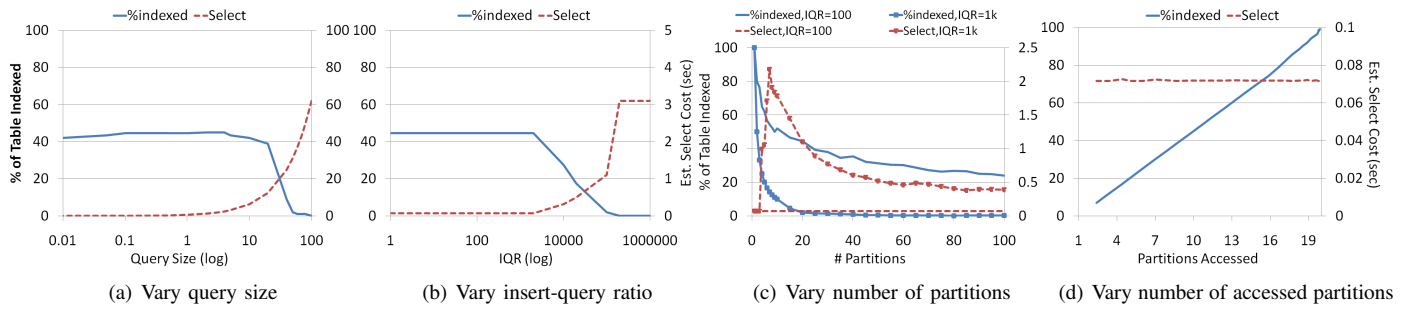 %indexed Select
% of Table Indexed
100
80
60
40
20
0
100
80
60
40
20
0
0.01 0.1 1 10 100
Query Size (log)
(a) Vary query size
%indexed Select
100
80
60
40
20
0
5
4
3
2
1
0
Est. Select Cost (sec)
1 100 10000 1000000
IQR (log)
(b) Vary insert-query ratio
%indexed,IQR=100 %indexed,IQR=1k
Select,IQR=100 Select,IQR=1k
% of Table Indexed
100
80
60
40
20
0
2.5
2
1.5
1
0.5
0
0 20 40 60 80 100
# Partitions
(c) Vary number of partitions
%indexed Select
100
80
60
40
20
0
0.1
0.08
0.06
0.04
0.02
0
Est. Select Cost (sec)
1 4 7 10 13 16 19
Partitions Accessed
(d) Vary number of accessed partitions